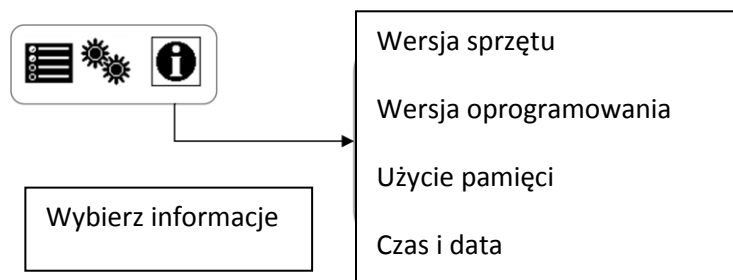 Wersja sprzętu
Wersja oprogramowania
Użycie pamięci
Wybierz informacje
Czas i data